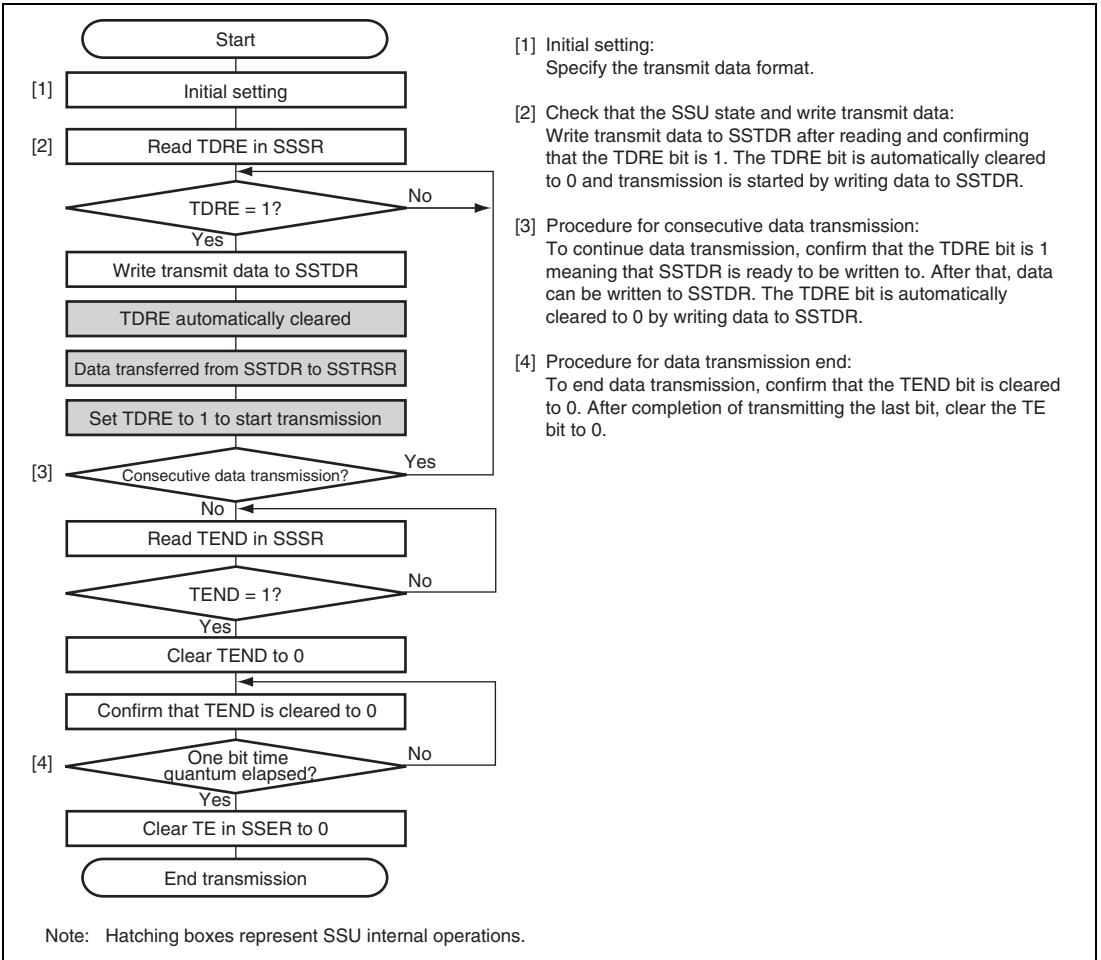 Start
[1] Initial setting
[2] Read TDRE in SSSR
TDRE = 1?
No
Yes
Write transmit data to SSTDR
TDRE automatically cleared
Data transferred from SSTDR to SSTRSR
Set TDRE to 1 to start transmission
[3] Consecutive data transmission?
Yes
No
Read TEND in SSSR
TEND = 1?
No
Yes
Clear TEND to 0
Confirm that TEND is cleared to 0
[4] One bit time
quantum elapsed?
No
Yes
Clear TE in SSER to 0
End transmission
[1] Initial setting:
Specify the transmit data format.
[2] Check that the SSU state and write transmit data:
Write transmit data to SSTDR after reading and confirming
that the TDRE bit is 1. The TDRE bit is automatically cleared
to 0 and transmission is started by writing data to SSTDR.
[3] Procedure for consecutive data transmission:
To continue data transmission, confirm that the TDRE bit is 1
meaning that SSTDR is ready to be written to. After that, data
can be written to SSTDR. The TDRE bit is automatically
cleared to 0 by writing data to SSTDR.
[4] Procedure for data transmission end:
To end data transmission, confirm that the TEND bit is cleared
to 0. After completion of transmitting the last bit, clear the TE
bit to 0.
Note: Hatching boxes represent SSU internal operations.